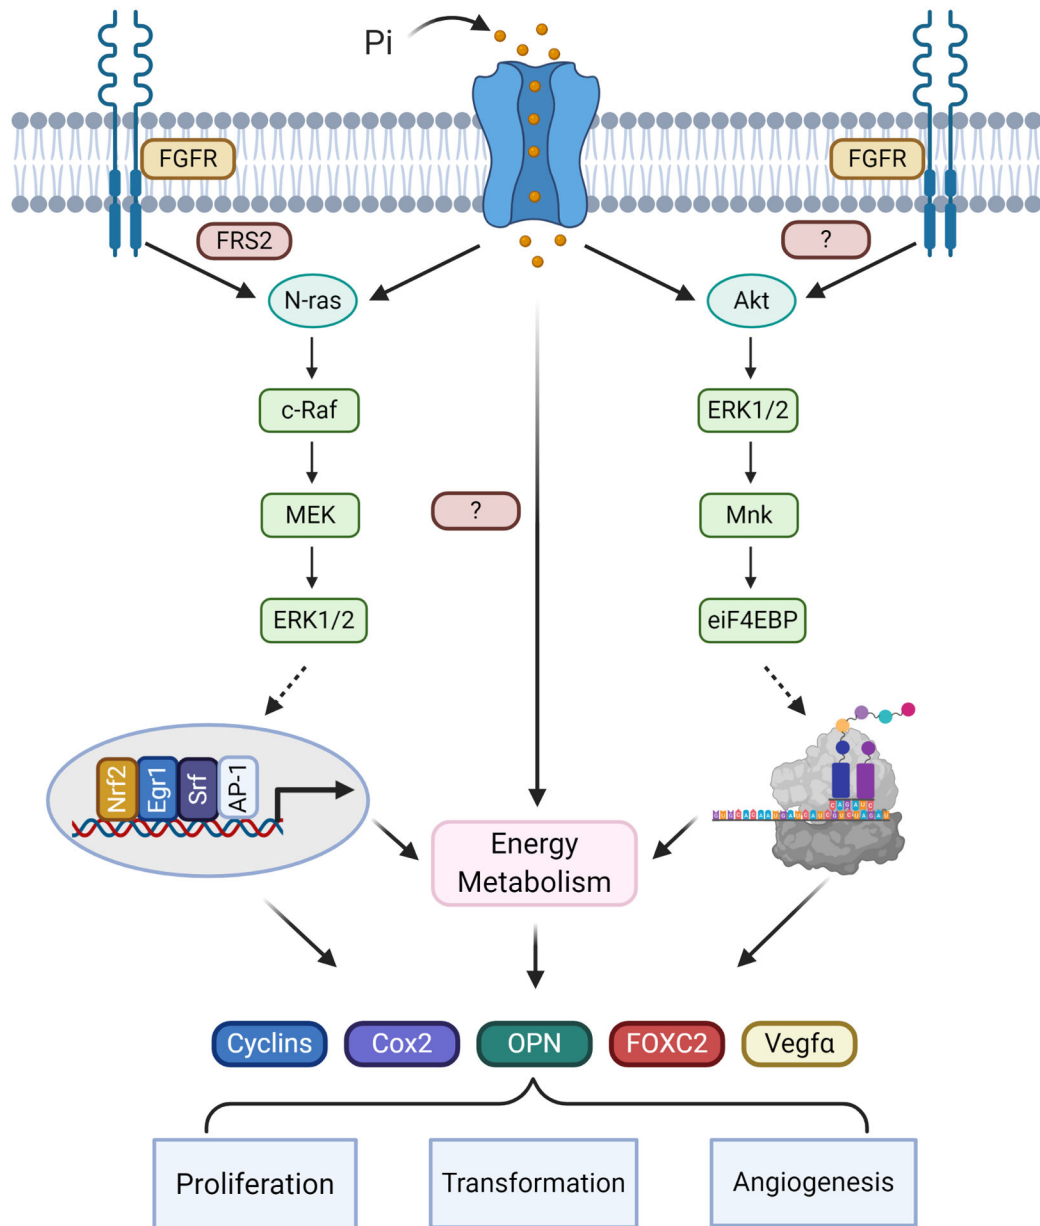 Pi
FGFR
FGFR
FRS2
?
N-ras
Akt
c-Raf
ERK1/2
MEK
?
Mnk
ERK1/2
eiF4EBP
Nrf2
Egr1
Srf
AP-1
CAGAUC
Energy
Metabolism
Cyclins
Cox2
OPN
FOXC2
Vegfα
Proliferation
Transformation
Angiogenesis